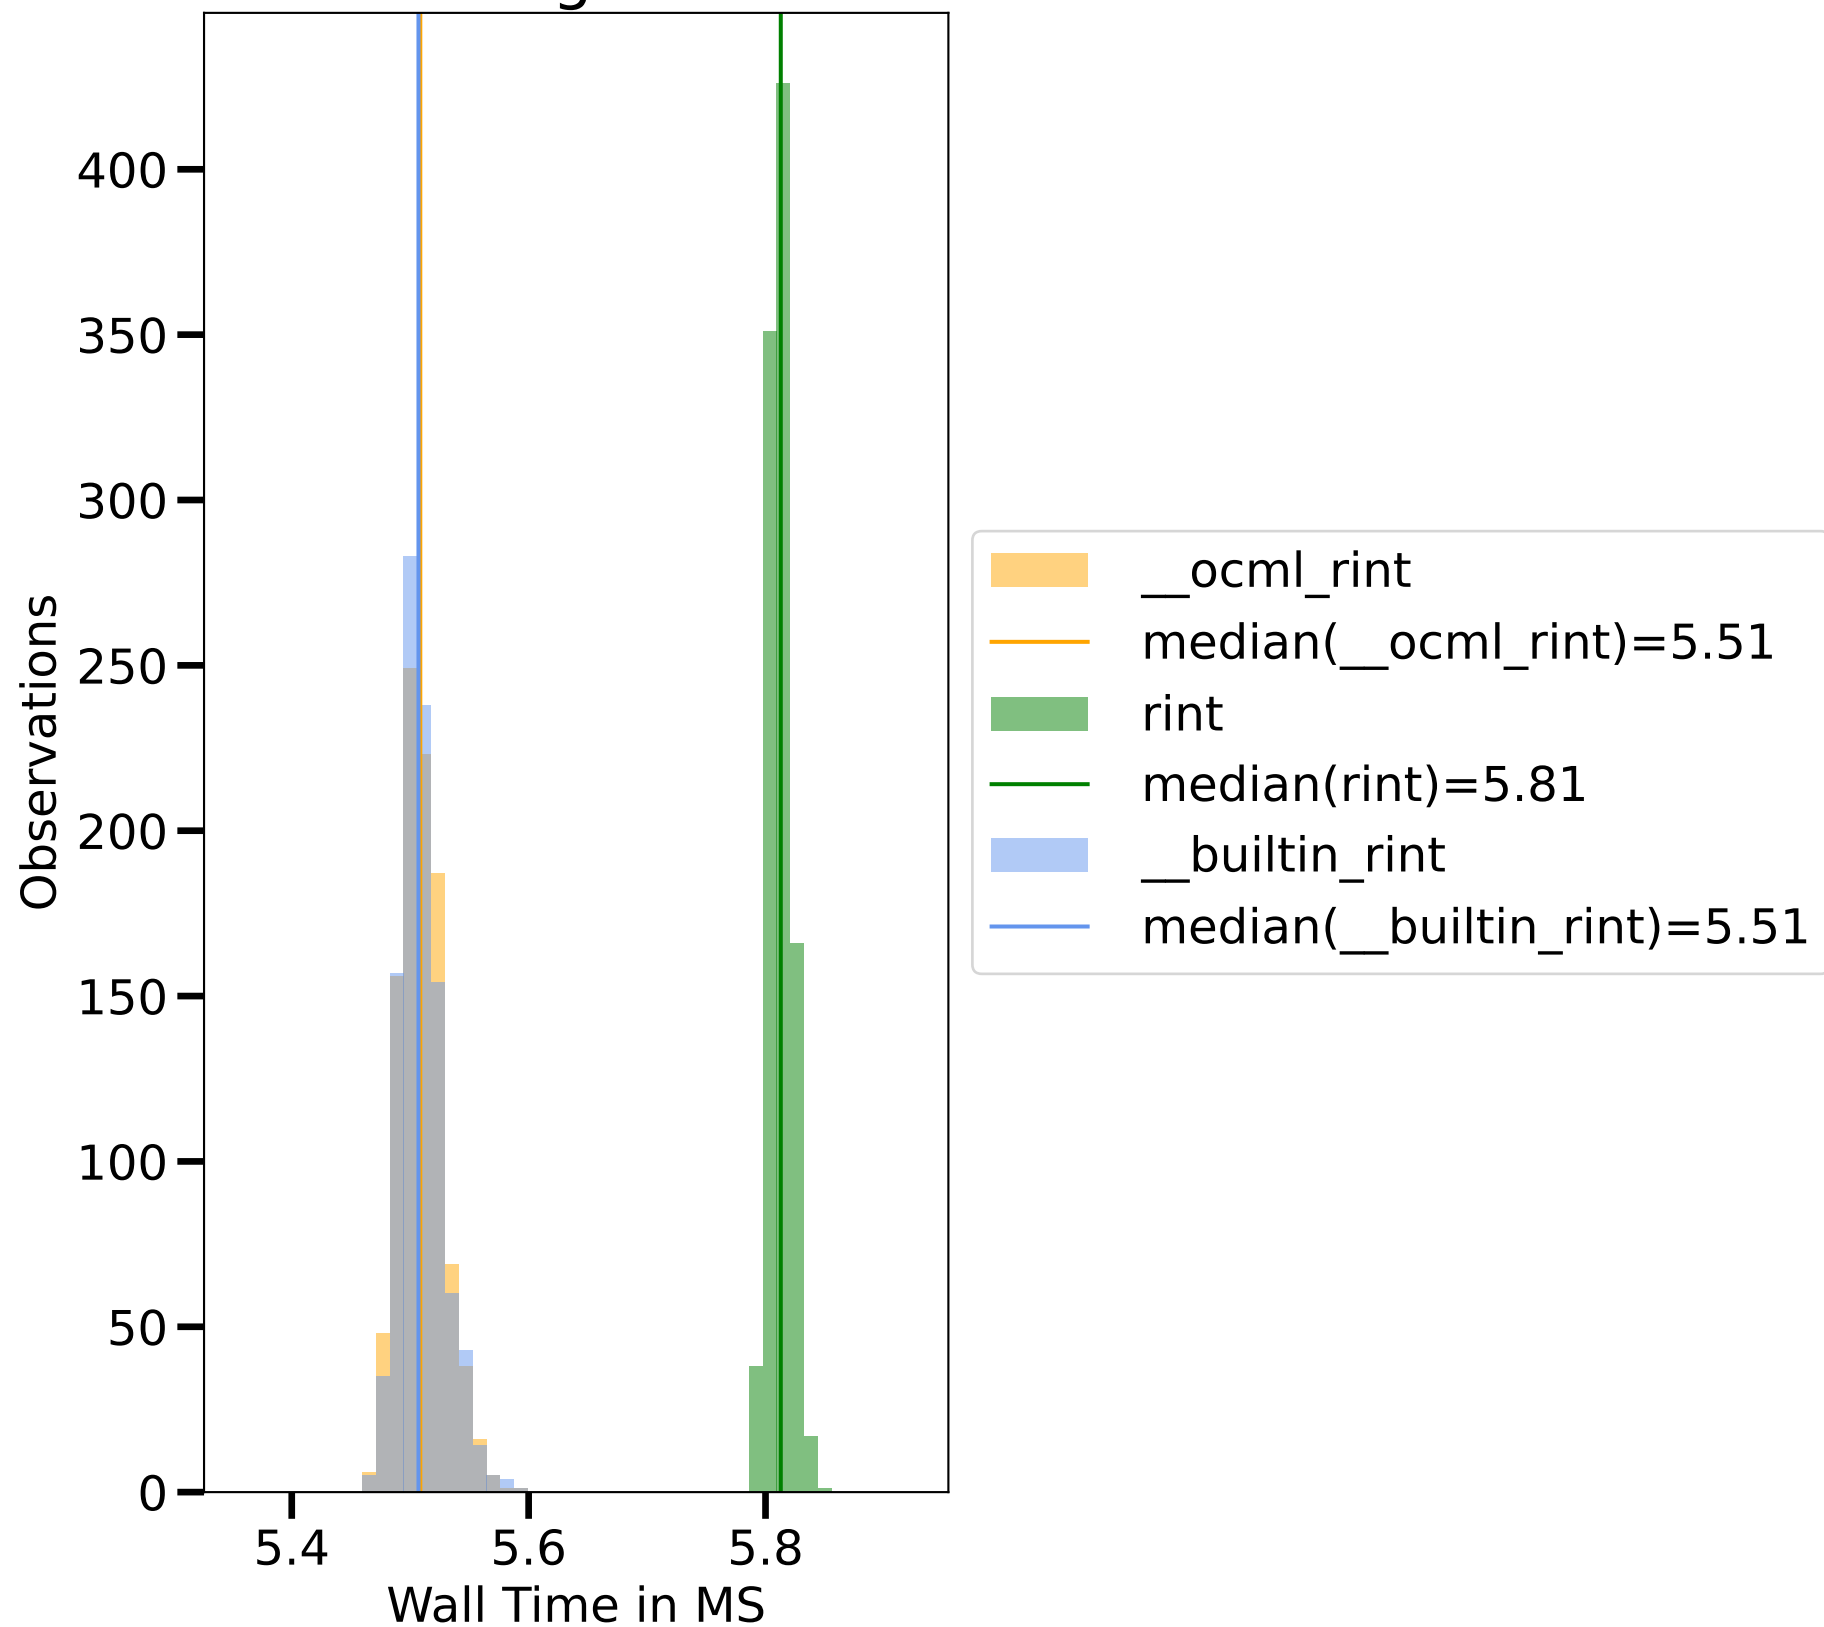 400
350
300
250
200
150
100
50
0
Observations
5.4 5.6 5.8
Wall Time in MS
__ocml_rint
median(__ocml_rint)=5.51
rint
median(rint)=5.81
__builtin_rint
median(__builtin_rint)=5.51